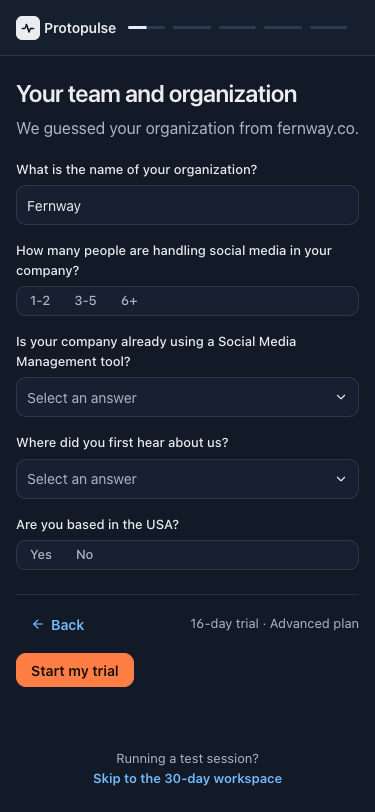 Protopulse
Your team and organization
We guessed your organization from fernway.co.
What is the name of your organization?
Fernway
How many people are handling social media in your
company?
1-2 3-5 6+
Is your company already using a Social Media
Management tool?
Select an answer
Where did you first hear about us?
Select an answer
Are you based in the USA?
Yes No
← Back
16-day trial · Advanced plan
Start my trial
Running a test session?
Skip to the 30-day workspace